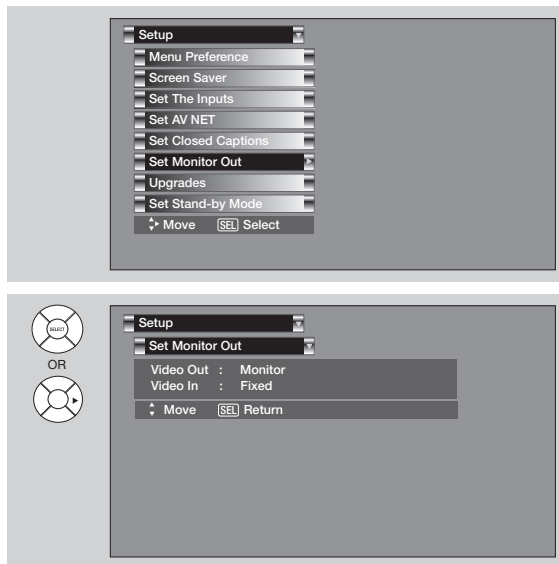 Setup
Menu Preference
Screen Saver
Set The Inputs
Set AV NET
Set Closed Captions
Set Monitor Out
Upgrades
Set Stand-by Mode
Move SEL Select
SELECT
OR
Setup
Set Monitor Out
Video Out : Monitor
Video In : Fixed
Move SEL Return